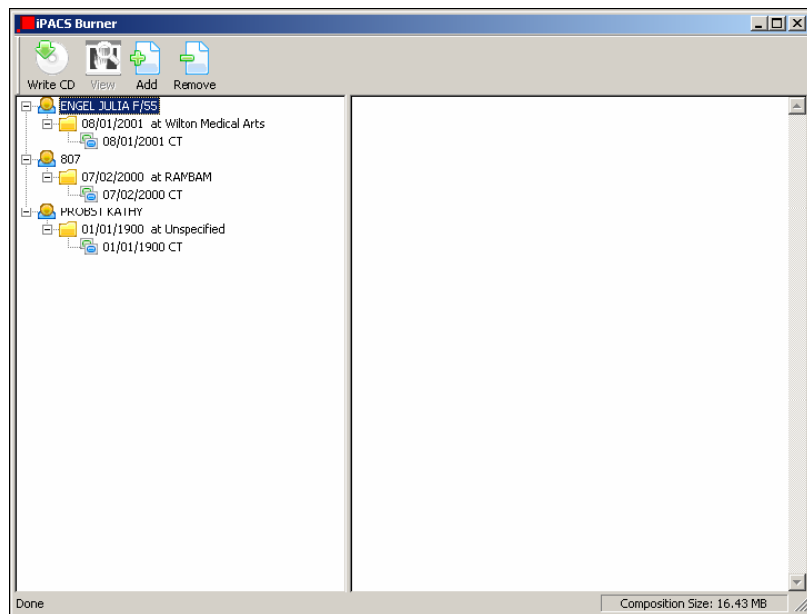 iPACS Burner
Write CD View Add Remove
ENGEL JULIA F/55
08/01/2001 at Wilton Medical Arts
08/01/2001 CT
807
07/02/2000 at RAMBAM
07/02/2000 CT
PROBST KATHY
01/01/1900 at Unspecified
01/01/1900 CT
Done Composition Size: 16.43 MB